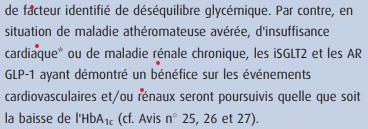 de facteur identifié de déséquilibre glycémique. Par contre, en
situation de maladie athéromateuse avérée, d'insuffisance
cardiaque* ou de maladie rénale chronique, les iSGLT2 et les AR
GLP-1 ayant démontré un bénéfice sur les événements
cardiovasculaires et/ou rénaux seront poursuivis quelle que soit
la baisse de l'HbA1c (cf. Avis n° 25, 26 et 27).